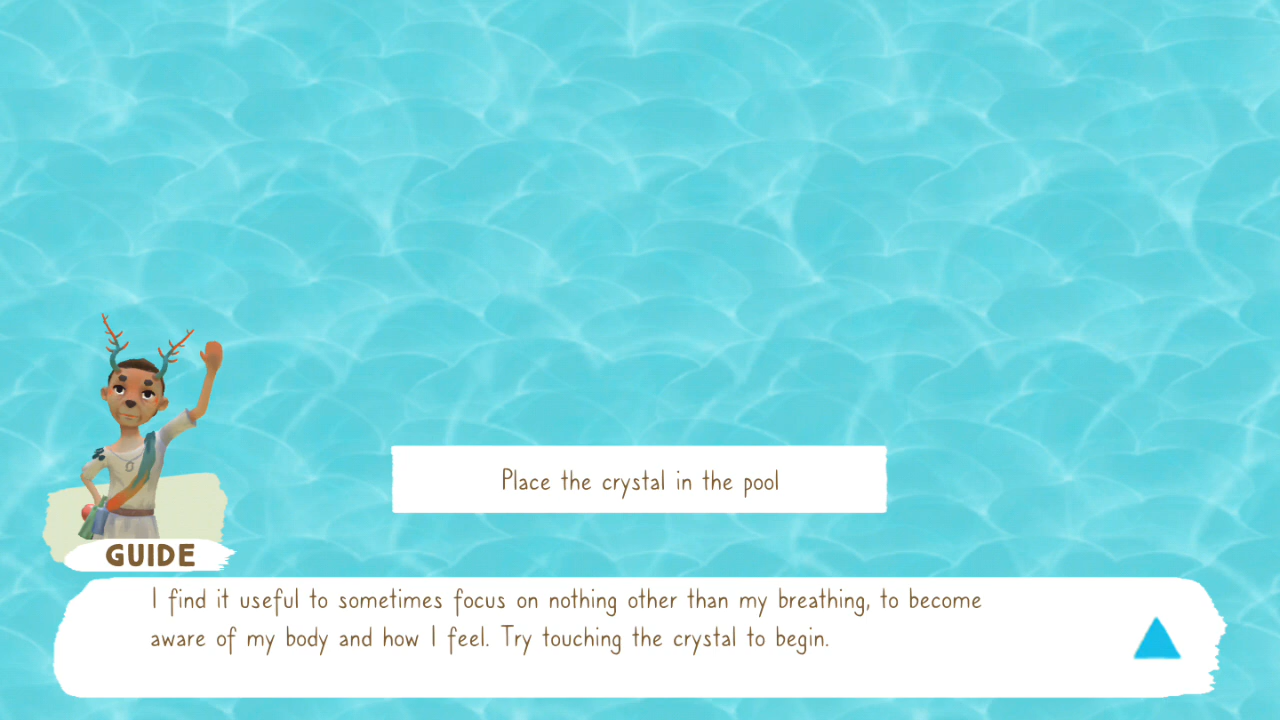 Place the crystal in the pool
GUIDE
I find it useful to sometimes focus on nothing other than my breathing, to become
aware of my body and how I feel. Try touching the crystal to begin.